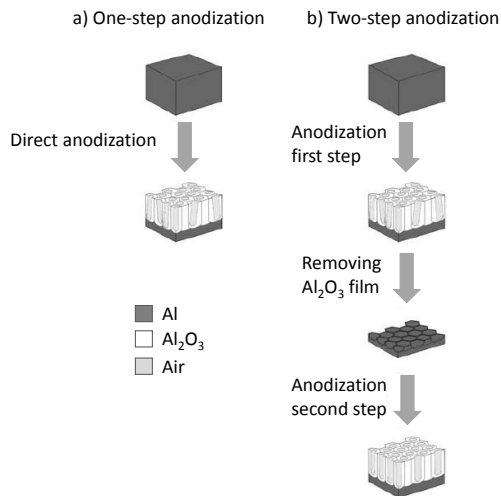 a) One-step anodization
Direct anodization
Al
Al₂O₃
Air
b) Two-step anodization
Anodization
first step
Removing
Al₂O₃ film
Anodization
second step